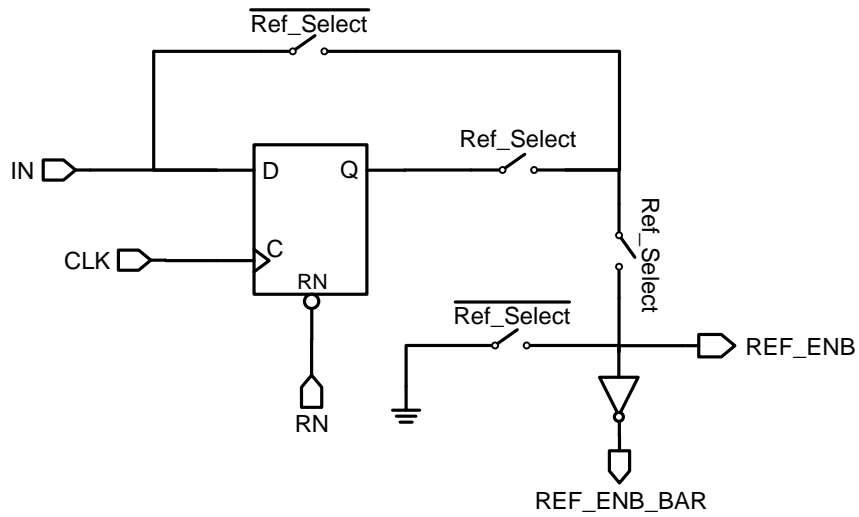 Ref_Select
Ref_Select
IN
D
Q
Ref_Select
CLK
C
RN
Ref_Select
REF_ENB
RN
REF_ENB_BAR